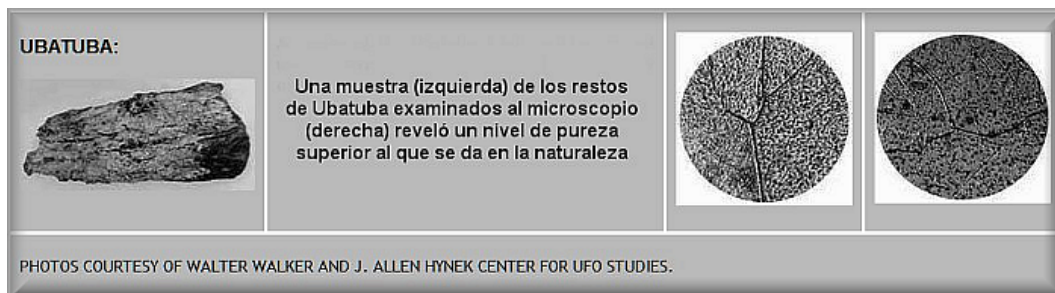 UBATUBA:
Una muestra (izquierda) de los restos
de Ubatuba examinados al microscopio
(derecha) reveló un nivel de pureza
superior al que se da en la naturaleza
PHOTOS COURTESY OF WALTER WALKER AND J. ALLEN HYNEK CENTER FOR UFO STUDIES.